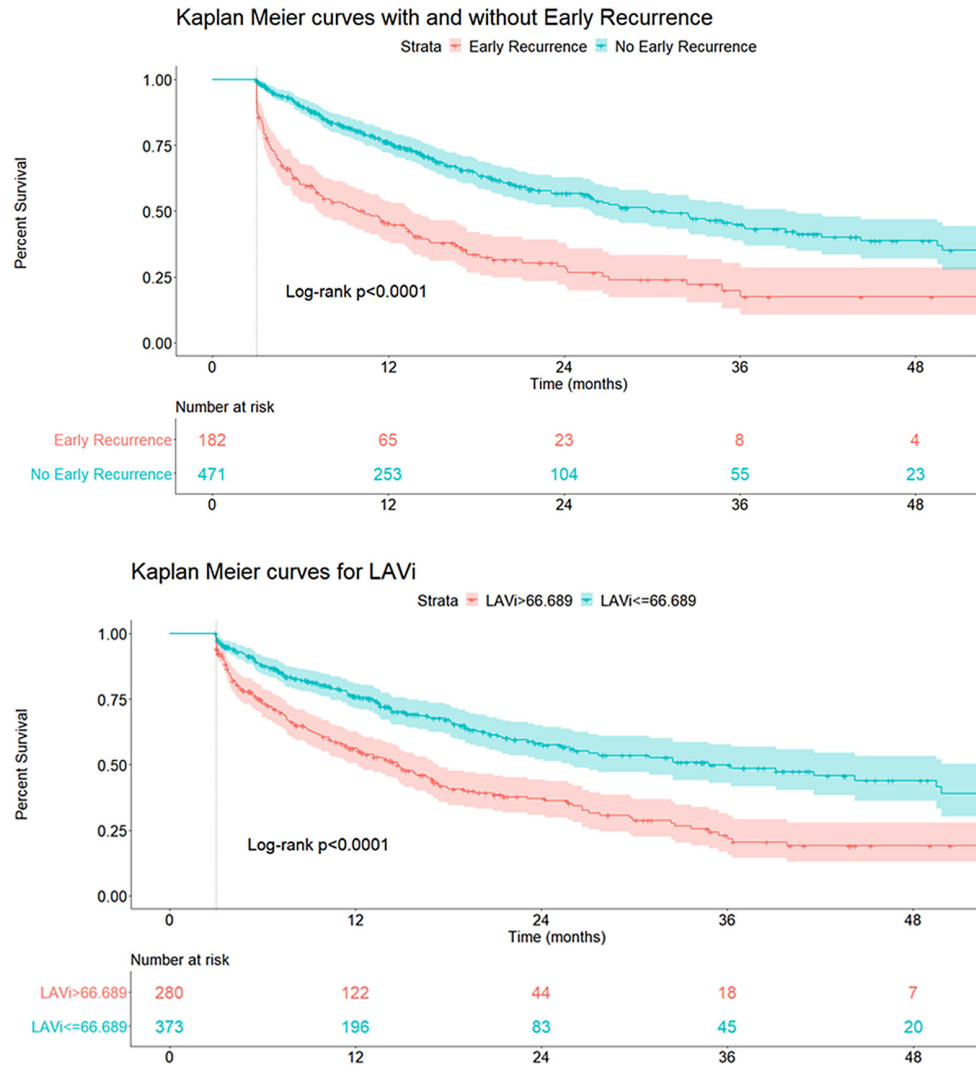 Kaplan Meier curves with and without Early Recurrence
Strata Early Recurrence No Early Recurrence
Percent Survival
1.00
0.75
0.50
0.25
0.00
Log-rank p<0.0001
0 12 24 36 48
Time (months)
Number at risk
Early Recurrence 182 65 23 8 4
No Early Recurrence 471 253 104 55 23
0 12 24 36 48
Kaplan Meier curves for LAVi
Strata LAVi>66.689 LAVi<=66.689
Percent Survival
1.00
0.75
0.50
0.25
0.00
Log-rank p<0.0001
0 12 24 36 48
Time (months)
Number at risk
LAVi>66.689 280 122 44 18 7
LAVi<=66.689 373 196 83 45 20
0 12 24 36 48